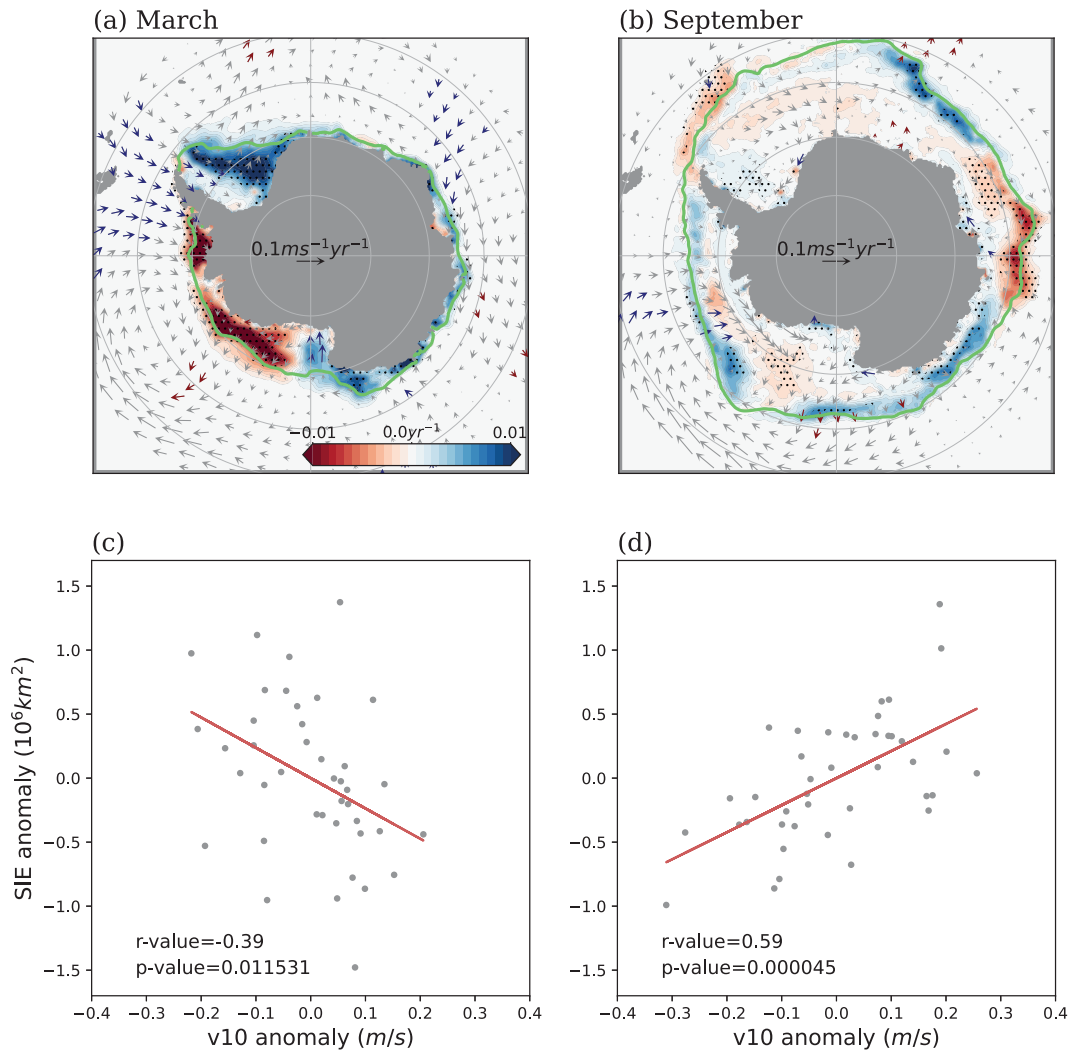 (a) March
(b) September
0.1ms⁻¹yr⁻¹
0.1ms⁻¹yr⁻¹
−0.01 0.0yr⁻¹ 0.01
(c)
(d)
SIE anomaly (10⁶km²)
1.5
1.0
0.5
0.0
−0.5
−1.0
−1.5
r-value=-0.39
p-value=0.011531
−0.4 −0.3 −0.2 −0.1 0.0 0.1 0.2 0.3 0.4
v10 anomaly (m/s)
1.5
1.0
0.5
0.0
−0.5
−1.0
−1.5
r-value=0.59
p-value=0.000045
−0.4 −0.3 −0.2 −0.1 0.0 0.1 0.2 0.3 0.4
v10 anomaly (m/s)